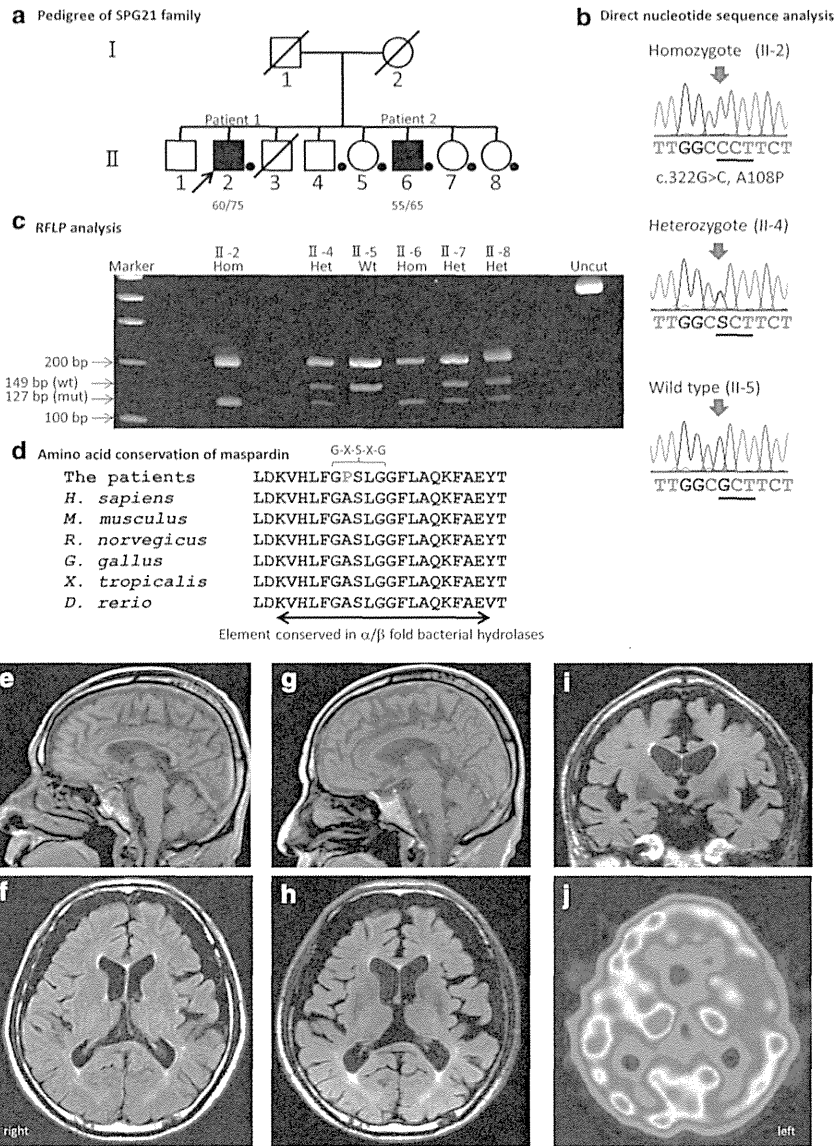 a Pedigree of SPG21 family
I
1 2
Patient 1 Patient 2
II
1 2 3 4 5 6 7 8
60/75 55/65
b Direct nucleotide sequence analysis
Homozygote (II-2)
TTGGCCCTTCT
c.322G>C, A108P
Heterozygote (II-4)
TTGGCSCTTCT
Wild type (II-5)
TTGGCGCTTCT
c RFLP analysis
II-2 II-4 II-5 II-6 II-7 II-8
Marker Hom Het Wt Hom Het Het Uncut
200 bp
149 bp (wt)
127 bp (mut)
100 bp
d Amino acid conservation of maspardin
G-X-S-X-G
The patients LDKVHLFGPSLGGFLAQKFAEYT
H. sapiens LDKVHLFGASLGGFLAQKFAEYT
M. musculus LDKVHLFGASLGGFLAQKFAEYT
R. norvegicus LDKVHLFGASLGGFLAQKFAEYT
G. gallus LDKVHLFGASLGGFLAQKFAEYT
X. tropicalis LDKVHLFGASLGGFLAQKFAEYT
D. rerio LDKVHLFGASLGGFLAQKFAEVT
Element conserved in α/β fold bacterial hydrolases
e g i
f h j
right left